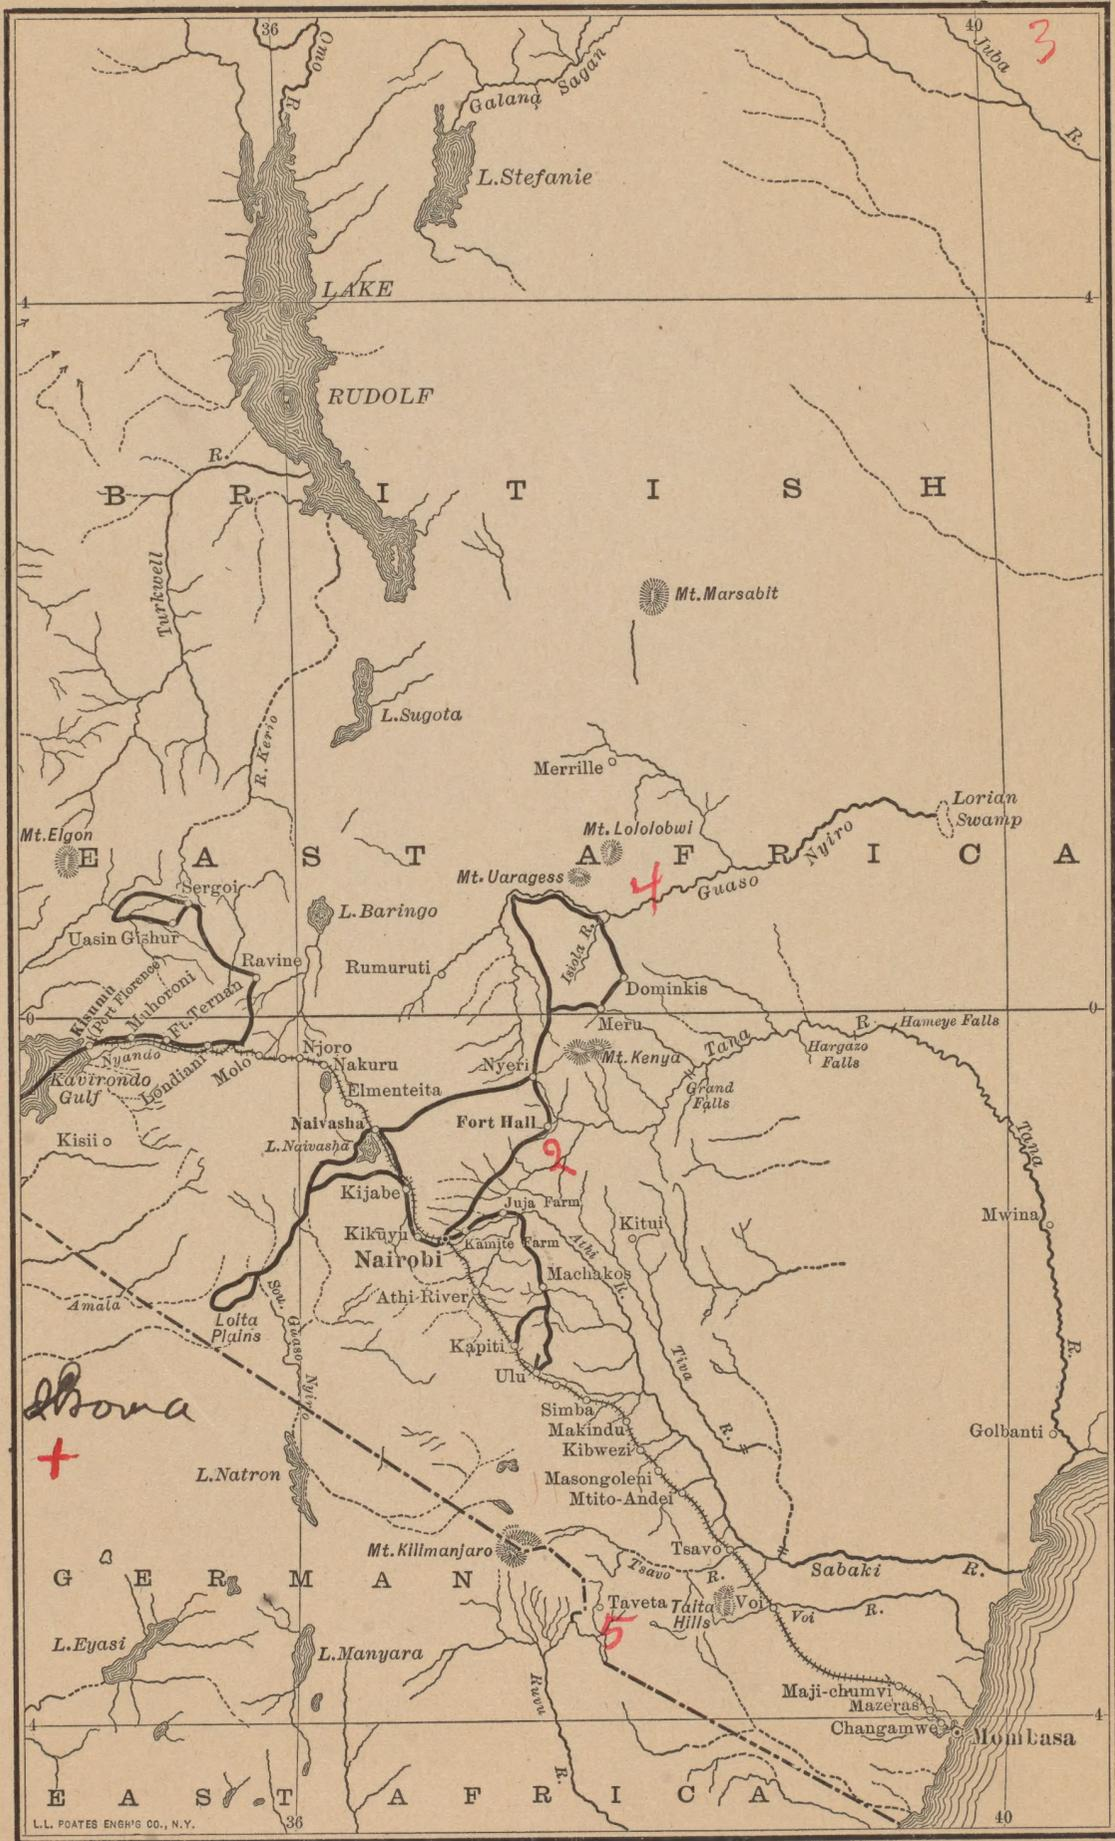 36
40
3
Omo
R.
Juba
R.
Galana Sagan
L.Stefanie
4
LAKE
4
RUDOLF
R.
B R I T I S H
Turkwell
Mt.Marsabit
L.Sugota
R. Kerio
Merrille
Lorian
Swamp
Mt.Elgon
Mt.Lololobwi
Nyiro
E A S T A F R I C A
Mt.Uaragess
4
Guaso
Sergoi
L.Baringo
Isiola R.
Uasin Gishur
Ravine
Rumuruti
Dominkis
Kisumu
(Port Florence)
Muhoroni
Ft.Ternan
0
0
Meru
R.
Hameye Falls
Tana
Hargazo
Falls
Nyando
Londiani
Molo
Njoro
Nakuru
Nyeri
Mt.Kenya
Kavirondo
Gulf
Elmenteita
Grand
Falls
Naivasha
Fort Hall
Tana
Kisii
L.Naivasha
2
Kijabe
Juja Farm
Kitui
Mwina
Kikuyu
Kamite Farm
Athi
R.
Nairobi
Machakos
Amala
Athi River
Loita
Plains
Sou.
Guaso
Nyiro
Kapiti
Tiva
R.
R.
Ulu
Simba
Makindu
Golbanti
Kibwezi
+
L.Natron
Masongoleni
Mtito-Andei
Mt.Kilimanjaro
Tsavo
Tsavo
R.
Sabaki R.
G E R M A N
Taveta
Taita
Hills
Voi
Voi R.
5
L.Eyasi
L.Manyara
Ruvu
R.
Maji-chumvi
Mazeras
4
4
Changamwe
Mombasa
E A S T A F R I C A
L.L. POATES ENGR'G CO., N.Y.
36
40